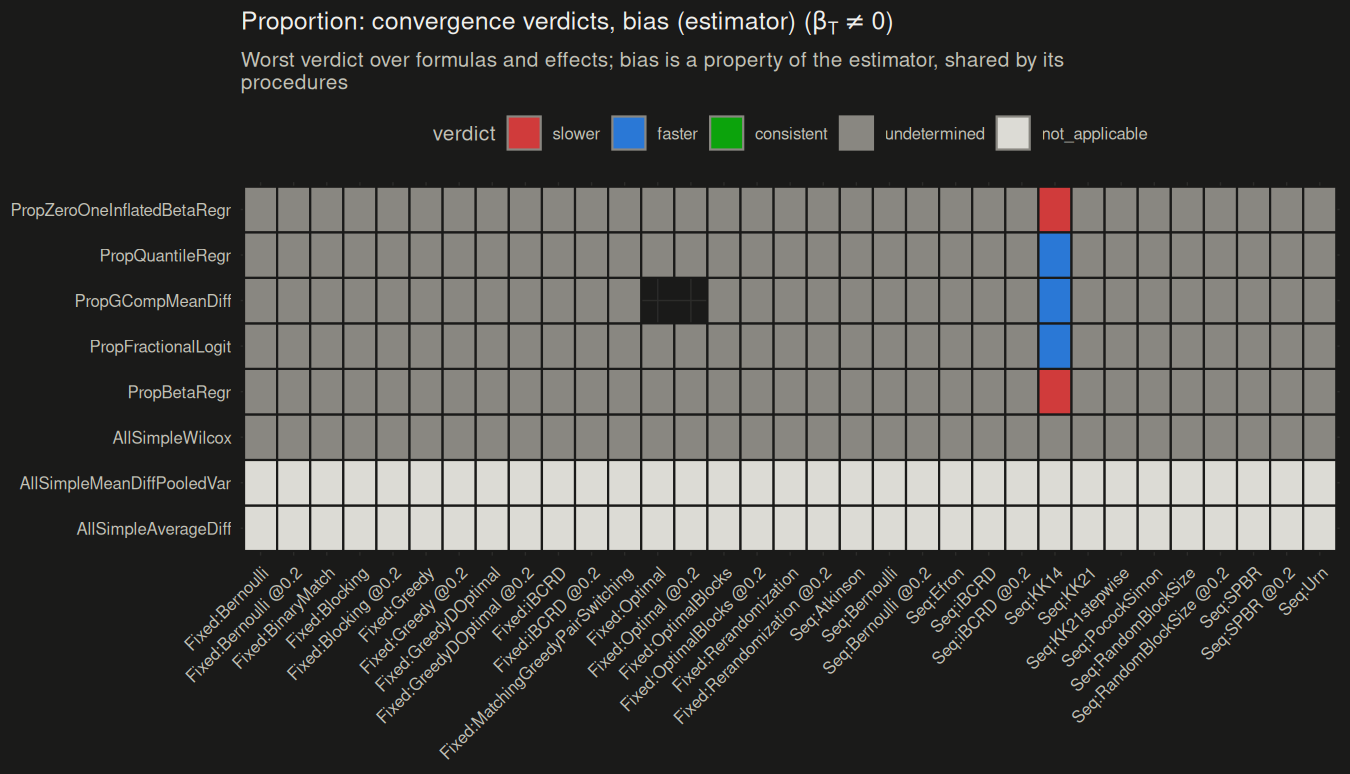 Proportion: convergence verdicts, bias (estimator) (βT ≠ 0)
Worst verdict over formulas and effects; bias is a property of the estimator, shared by its
procedures
verdict slower faster consistent undetermined not_applicable
PropZeroOneInflatedBetaRegr
PropQuantileRegr
PropGCompMeanDiff
PropFractionalLogit
PropBetaRegr
AllSimpleWilcox
AllSimpleMeanDiffPooledVar
AllSimpleAverageDiff
Fixed:Bernoulli
Fixed:Bernoulli @0.2
Fixed:BinaryMatch
Fixed:Blocking
Fixed:Blocking @0.2
Fixed:Greedy
Fixed:Greedy @0.2
Fixed:GreedyDOptimal
Fixed:GreedyDOptimal @0.2
Fixed:iBCRD
Fixed:iBCRD @0.2
Fixed:MatchingGreedyPairSwitching
Fixed:Optimal
Fixed:Optimal @0.2
Fixed:OptimalBlocks
Fixed:OptimalBlocks @0.2
Fixed:Rerandomization
Fixed:Rerandomization @0.2
Seq:Atkinson
Seq:Bernoulli
Seq:Bernoulli @0.2
Seq:Efron
Seq:iBCRD
Seq:iBCRD @0.2
Seq:KK14
Seq:KK21
Seq:KK21stepwise
Seq:PocockSimon
Seq:RandomBlockSize
Seq:RandomBlockSize @0.2
Seq:SPBR
Seq:SPBR @0.2
Seq:Urn